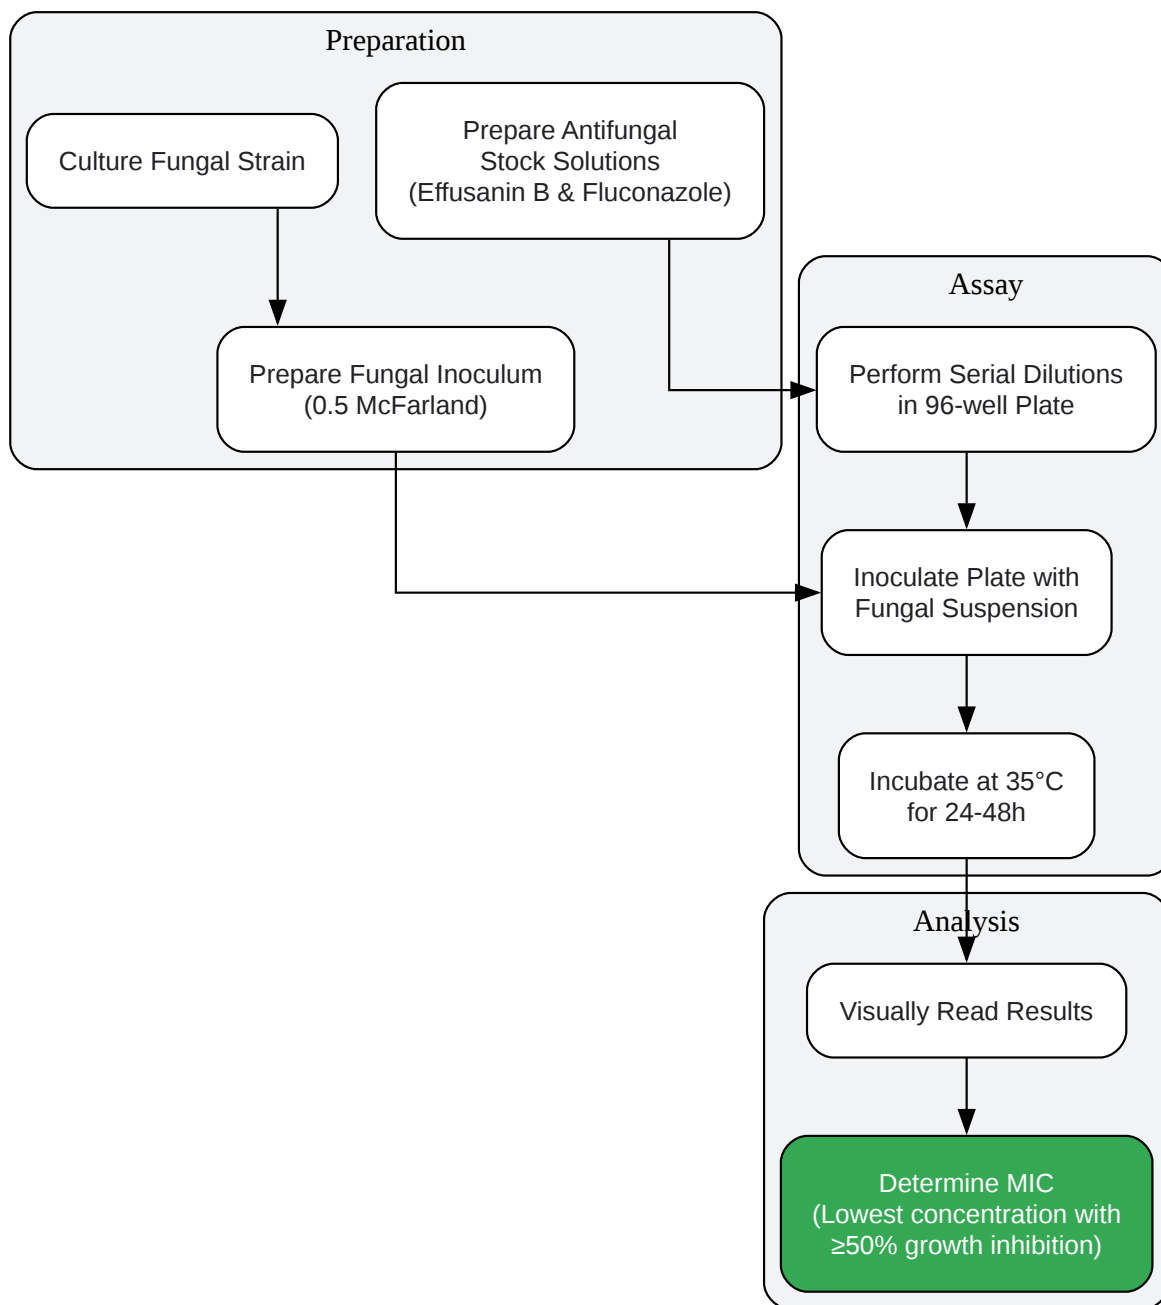 Preparation
Culture Fungal Strain
Prepare Antifungal
Stock Solutions
(Effusanin B & Fluconazole)
Prepare Fungal Inoculum
(0.5 McFarland)
Assay
Perform Serial Dilutions
in 96-well Plate
Inoculate Plate with
Fungal Suspension
Incubate at 35°C
for 24-48h
Analysis
Visually Read Results
Determine MIC
(Lowest concentration with
≥50% growth inhibition)